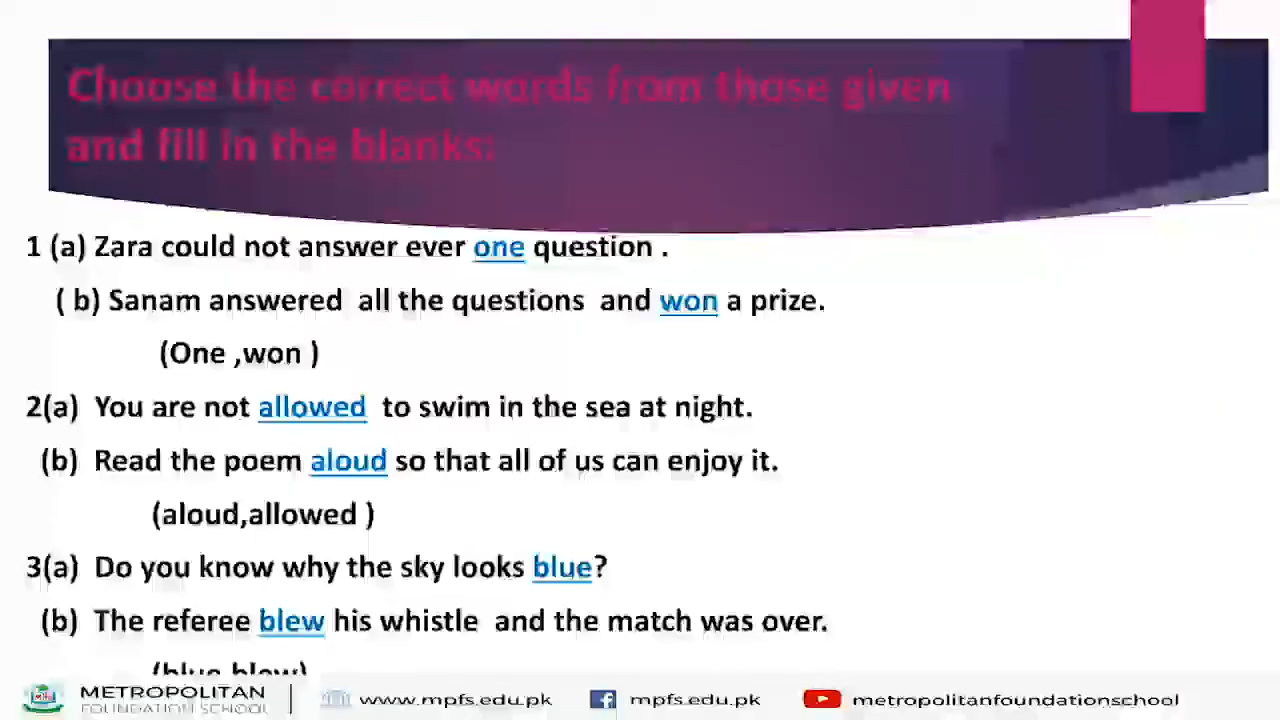 Choose the correct words from those given
and fill in the blanks:
1 (a) Zara could not answer ever one question .
( b) Sanam answered all the questions and won a prize.
(One ,won )
2(a) You are not allowed to swim in the sea at night.
(b) Read the poem aloud so that all of us can enjoy it.
(aloud,allowed )
3(a) Do you know why the sky looks blue?
(b) The referee blew his whistle and the match was over.
(blue,blew)
METROPOLITAN
FOUNDATION SCHOOL
www.mpfs.edu.pk
mpfs.edu.pk
metropolitanfoundationschool